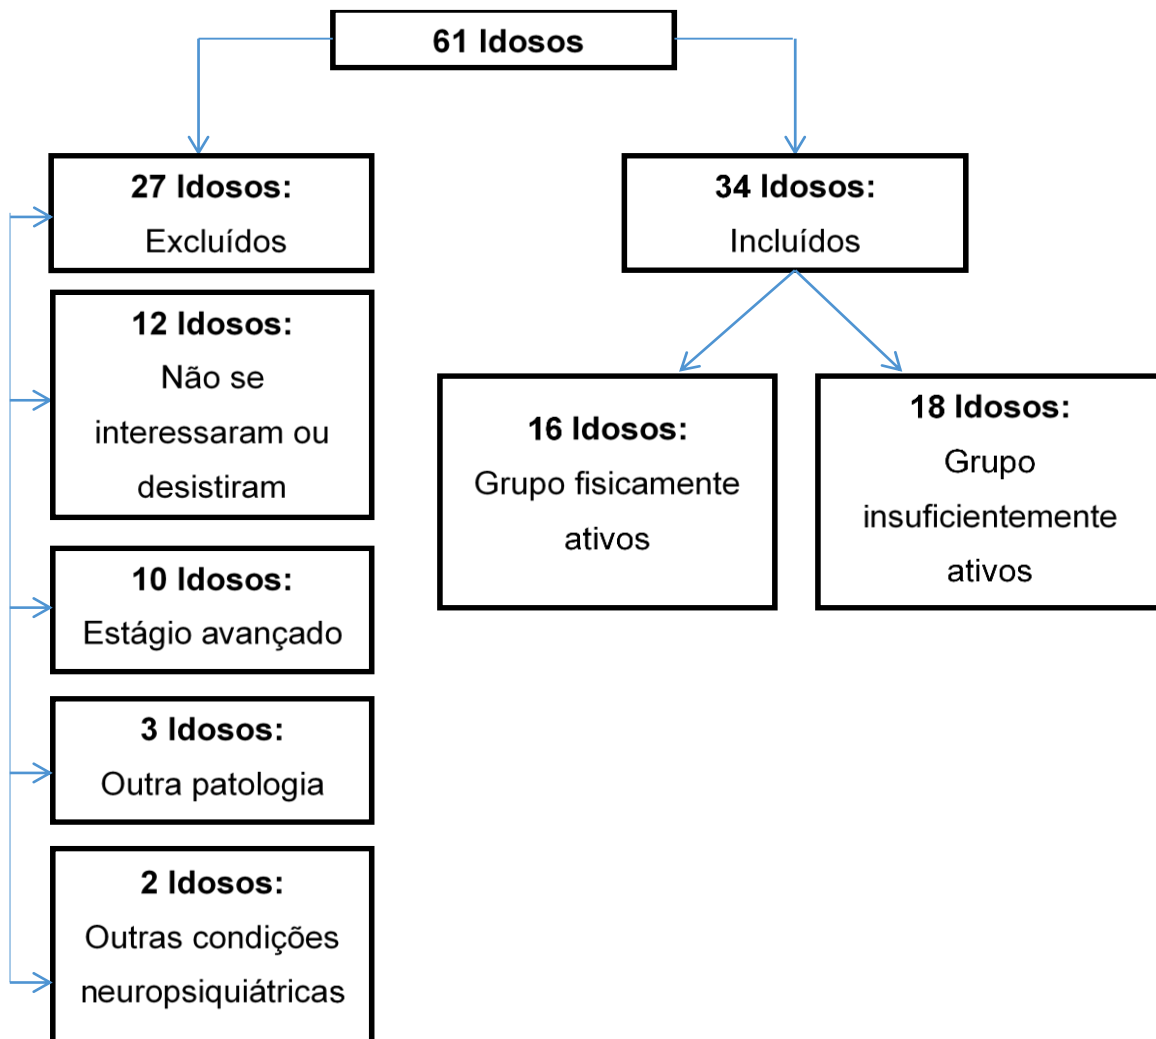 61 Idosos
27 Idosos:
Excluídos
34 Idosos:
Incluídos
12 Idosos:
Não se
interessaram ou
desistiram
16 Idosos:
Grupo fisicamente
ativos
18 Idosos:
Grupo
insuficientemente
ativos
10 Idosos:
Estágio avançado
3 Idosos:
Outra patologia
2 Idosos:
Outras condições
neuropsiquiátricas